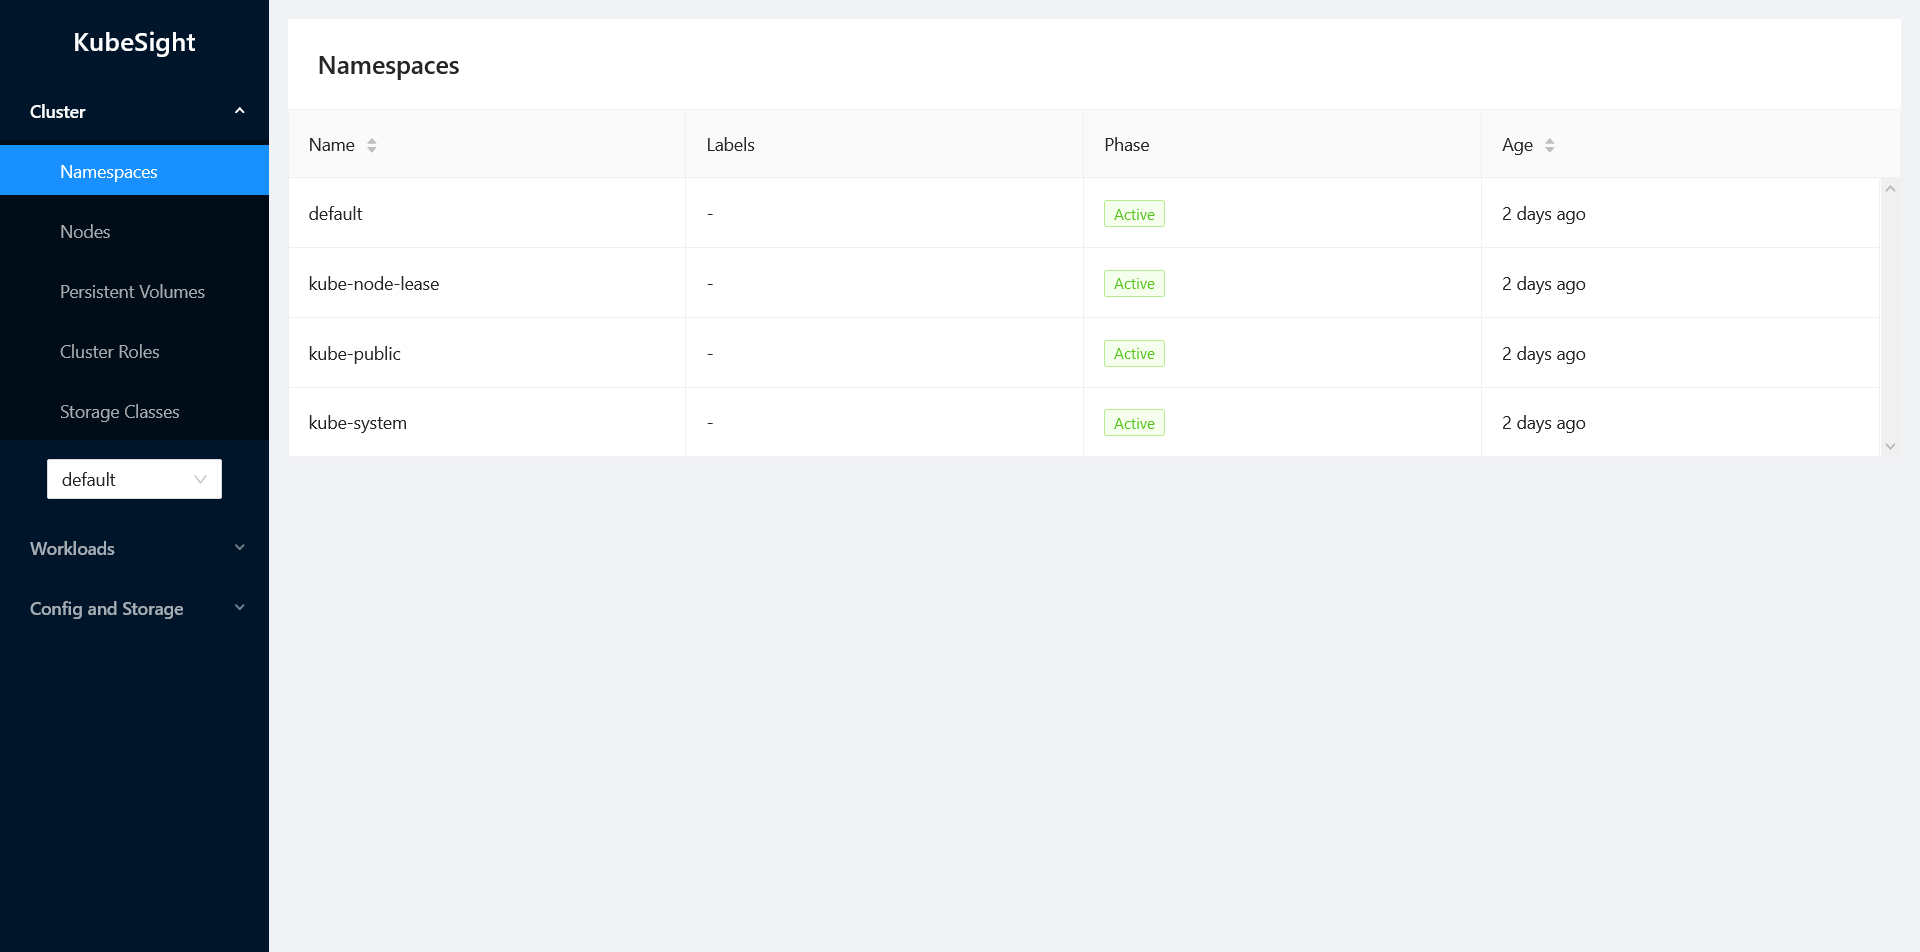 KubeSight
Cluster
Namespaces
Nodes
Persistent Volumes
Cluster Roles
Storage Classes
default
Workloads
Config and Storage
Namespaces
Name Labels Phase Age
default - Active 2 days ago
kube-node-lease - Active 2 days ago
kube-public - Active 2 days ago
kube-system - Active 2 days ago